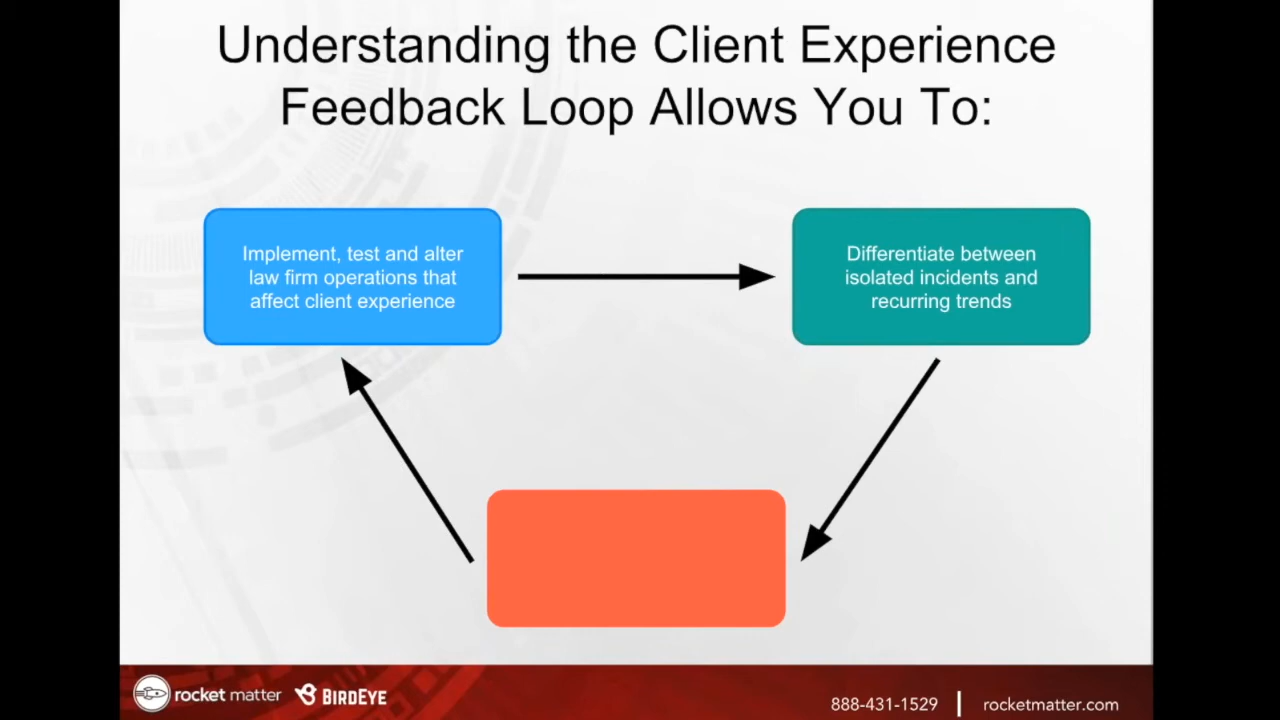 Understanding the Client Experience
Feedback Loop Allows You To:
Implement, test and alter
law firm operations that
affect client experience
Differentiate between
isolated incidents and
recurring trends
rocket matter
BIRDEYE
888-431-1529
rocketmatter.com